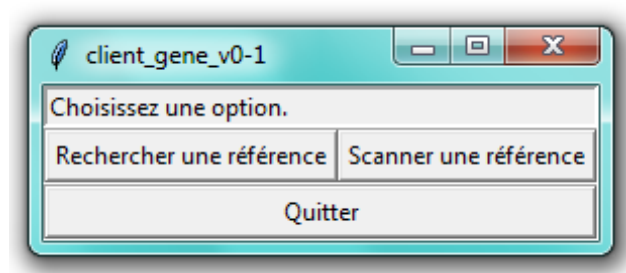 client_gene_v0-1
Choisissez une option.
Rechercher une référence Scanner une référence
Quitter